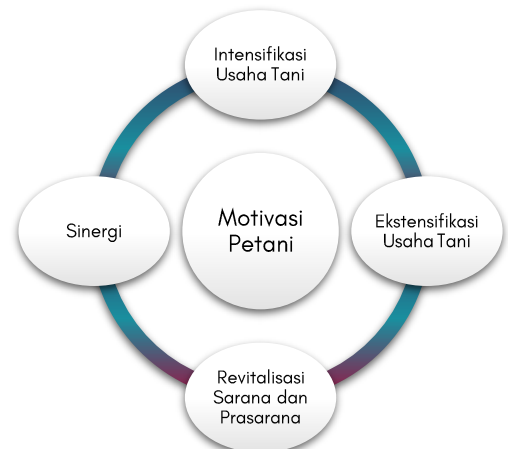 Intensifikasi
Usaha Tani
Sinergi
Motivasi
Petani
Ekstensifikasi
Usaha Tani
Revitalisasi
Sarana dan
Prasarana